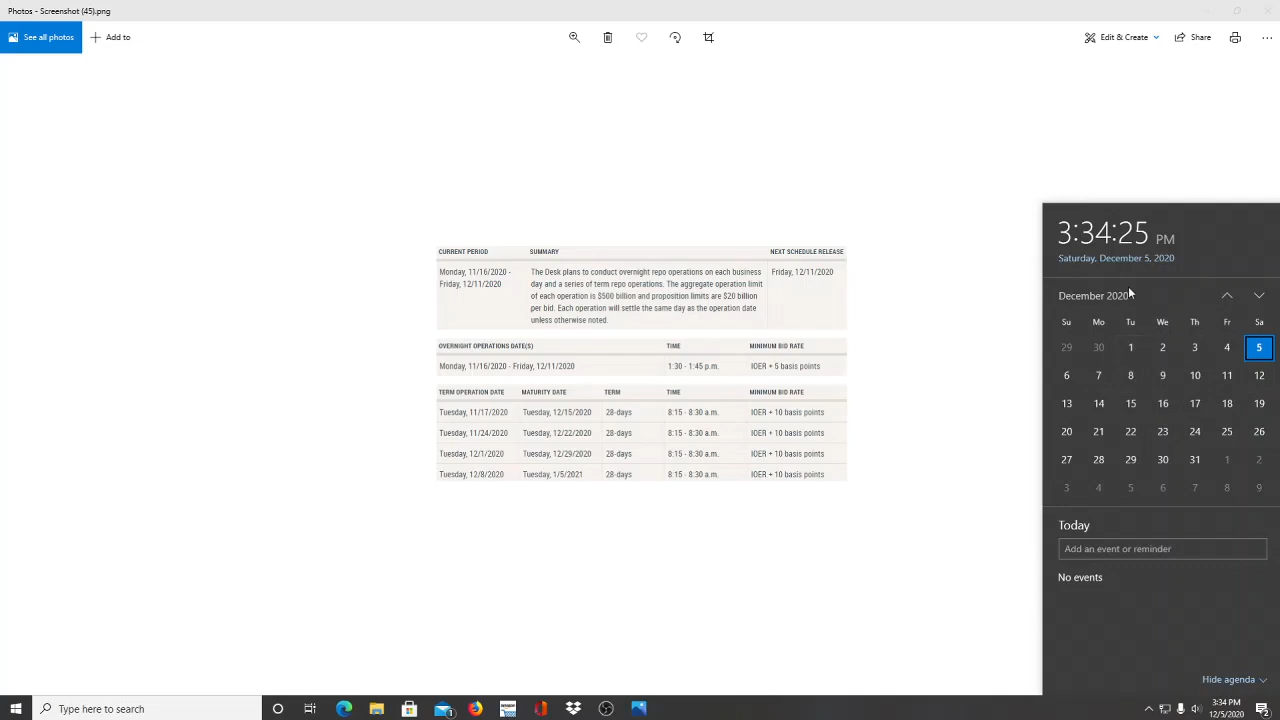 Photos - Screenshot (45).png
See all photos
Add to
Edit & Create
Share
CURRENT PERIOD SUMMARY NEXT SCHEDULE RELEASE
Monday, 11/16/2020 - The Desk plans to conduct overnight repo operations on each business Friday, 12/11/2020
Friday, 12/11/2020 day and a series of term repo operations. The aggregate operation limit
of each operation is $500 billion and proposition limits are $20 billion
per bid. Each operation will settle the same day as the operation date
unless otherwise noted.
OVERNIGHT OPERATIONS DATE(S) TIME MINIMUM BID RATE
Monday, 11/16/2020 - Friday, 12/11/2020 1:30 - 1:45 p.m. IOER + 5 basis points
TERM OPERATION DATE MATURITY DATE TERM TIME MINIMUM BID RATE
Tuesday, 11/17/2020 Tuesday, 12/15/2020 28-days 8:15 - 8:30 a.m. IOER + 10 basis points
Tuesday, 11/24/2020 Tuesday, 12/22/2020 28-days 8:15 - 8:30 a.m. IOER + 10 basis points
Tuesday, 12/1/2020 Tuesday, 12/29/2020 28-days 8:15 - 8:30 a.m. IOER + 10 basis points
Tuesday, 12/8/2020 Tuesday, 1/5/2021 28-days 8:15 - 8:30 a.m. IOER + 10 basis points
3:34:25 PM
Saturday, December 5, 2020
December 2020
Su Mo Tu We Th Fr Sa
29 30 1 2 3 4 5
6 7 8 9 10 11 12
13 14 15 16 17 18 19
20 21 22 23 24 25 26
27 28 29 30 31 1 2
3 4 5 6 7 8 9
Today
Add an event or reminder
No events
Hide agenda
Type here to search
1
3:34 PM
12/5/2020
2